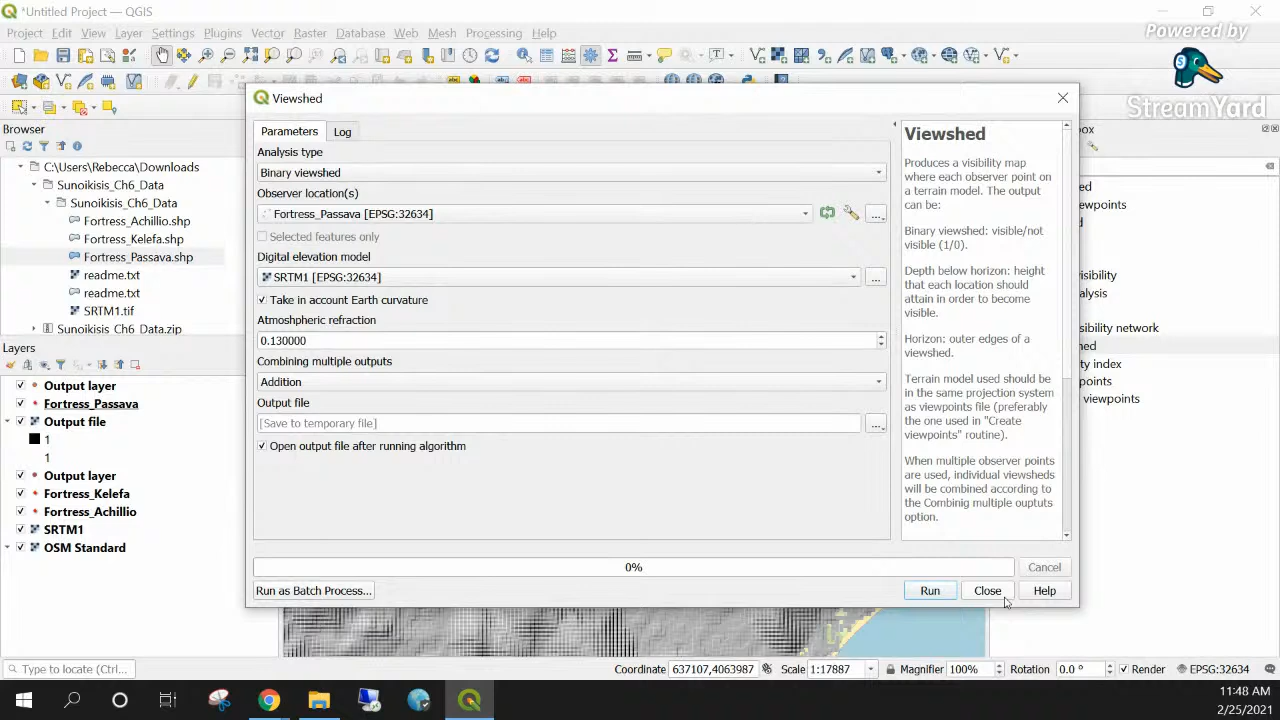 *Untitled Project — QGIS
Project Edit View Layer Settings Plugins Vector Raster Database Web Mesh Processing Help
Powered by
StreamYard
Browser
C:\Users\Rebecca\Downloads
Sunoikisis_Ch6_Data
Sunoikisis_Ch6_Data
Fortress_Achillio.shp
Fortress_Kelefa.shp
Fortress_Passava.shp
readme.txt
readme.txt
SRTM1.tif
Sunoikisis_Ch6_Data.zip
Layers
Output layer
Fortress_Passava
Output file
1
1
Output layer
Fortress_Kelefa
Fortress_Achillio
SRTM1
OSM Standard
Viewshed
Parameters Log
Analysis type
Binary viewshed
Observer location(s)
Fortress_Passava [EPSG:32634]
Selected features only
Digital elevation model
SRTM1 [EPSG:32634]
Take in account Earth curvature
Atmoshpheric refraction
0.130000
Combining multiple outputs
Addition
Output file
[Save to temporary file]
Open output file after running algorithm
0%
Cancel
Run as Batch Process...
Run
Close
Help
Viewshed
Produces a visibility map
where each observer point on
a terrain model. The output
can be:
Binary viewshed: visible/not
visible (1/0).
Depth below horizon: height
that each location should
attain in order to become
visible.
Horizon: outer edges of a
viewshed.
Terrain model used should be
in the same projection system
as viewpoints file (preferably
the one used in "Create
viewpoints" routine).
When multiple observer points
are used, individual viewsheds
will be combined according to
the Combinig multiple ouptuts
option.
box
ed
ewpoints
d
sibility
nalysis
sibility network
ed
ty index
points
viewpoints
Type to locate (Ctrl...
Coordinate 637107,4063987 Scale 1:17887 Magnifier 100% Rotation 0.0 ° Render EPSG:32634
11:48 AM
2/25/2021